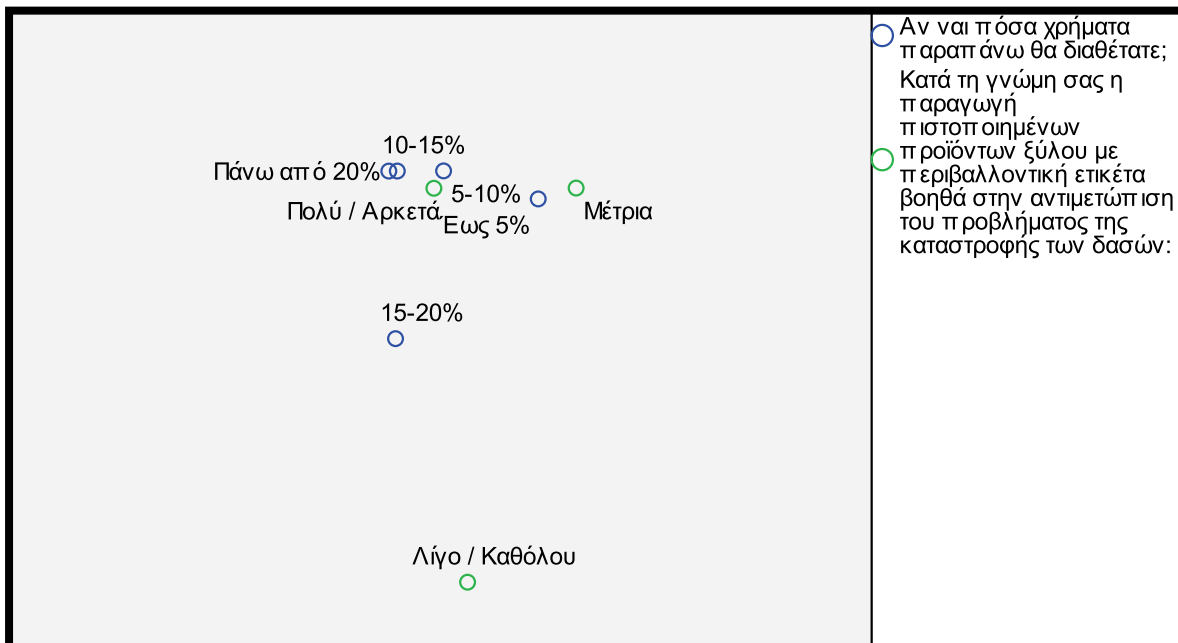 10-15%
Πάνω από 20%
5-10%
Πολύ / Αρκετά
Μέτρια
Εως 5%
15-20%
Λίγο / Καθόλου
Αν ναι πόσα χρήματα
παραπάνω θα διαθέτατε;
Κατά τη γνώμη σας η
παραγωγή
πιστοποιημένων
προϊόντων ξύλου με
περιβαλλοντική ετικέτα
βοηθά στην αντιμετώπιση
του προβλήματος της
καταστροφής των δασών: